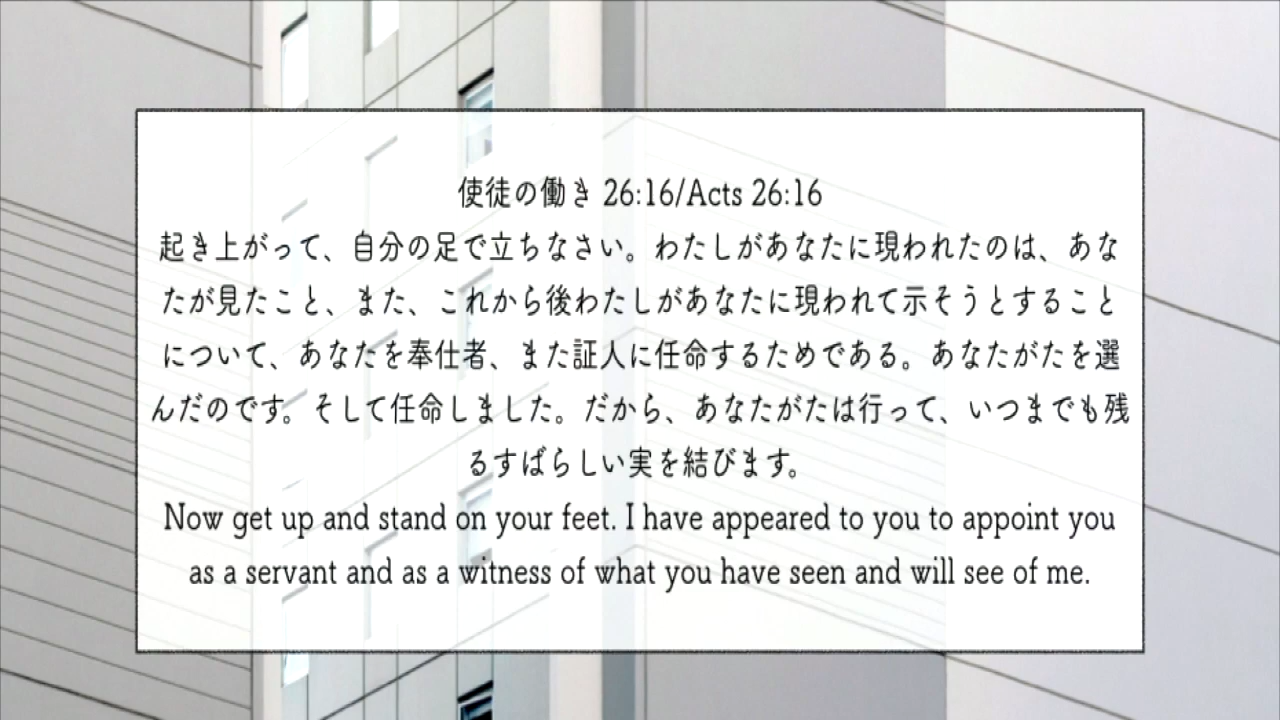 使徒の働き 26:16/Acts 26:16
起き上がって、自分の足で立ちなさい。わたしがあなたに現われたのは、あな
たが見たこと、また、これから後わたしがあなたに現われて示そうとすること
について、あなたを奉仕者、また証人に任命するためである。あなたがたを選
んだのです。そして任命しました。だから、あなたがたは行って、いつまでも残
るすばらしい実を結びます。
Now get up and stand on your feet. I have appeared to you to appoint you
as a servant and as a witness of what you have seen and will see of me.